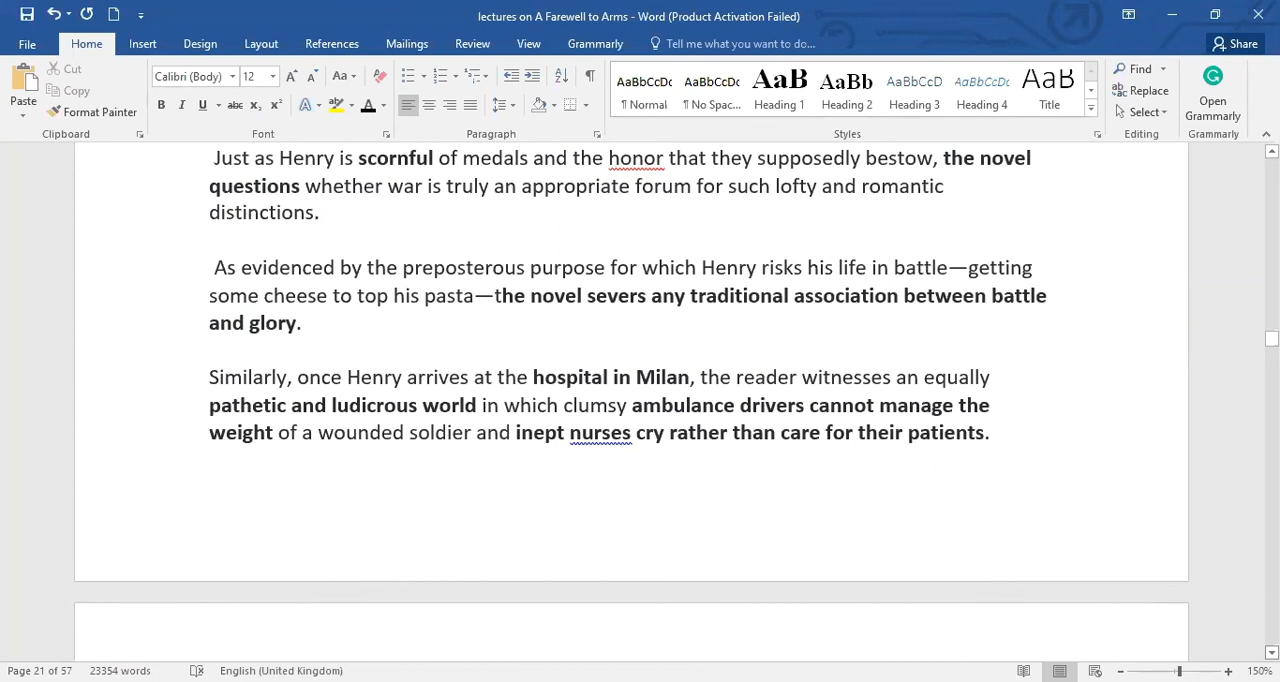 lectures on A Farewell to Arms - Word (Product Activation Failed)
File Home Insert Design Layout References Mailings Review View Grammarly Tell me what you want to do... Share
Paste
Cut
Copy
Format Painter
Clipboard
Calibri (Body) 12
Font
Paragraph
AaBbCcDc AaBbCcDc AaB AaBb AaBbCcD AaBbCcD AaB
¶ Normal ¶ No Spac... Heading 1 Heading 2 Heading 3 Heading 4 Title
Styles
Find
Replace
Select
Editing
Open
Grammarly
Grammarly
Just as Henry is scornful of medals and the honor that they supposedly bestow, the novel
questions whether war is truly an appropriate forum for such lofty and romantic
distinctions.
As evidenced by the preposterous purpose for which Henry risks his life in battle—getting
some cheese to top his pasta—the novel severs any traditional association between battle
and glory.
Similarly, once Henry arrives at the hospital in Milan, the reader witnesses an equally
pathetic and ludicrous world in which clumsy ambulance drivers cannot manage the
weight of a wounded soldier and inept nurses cry rather than care for their patients.
Page 21 of 57 23354 words English (United Kingdom) 150%